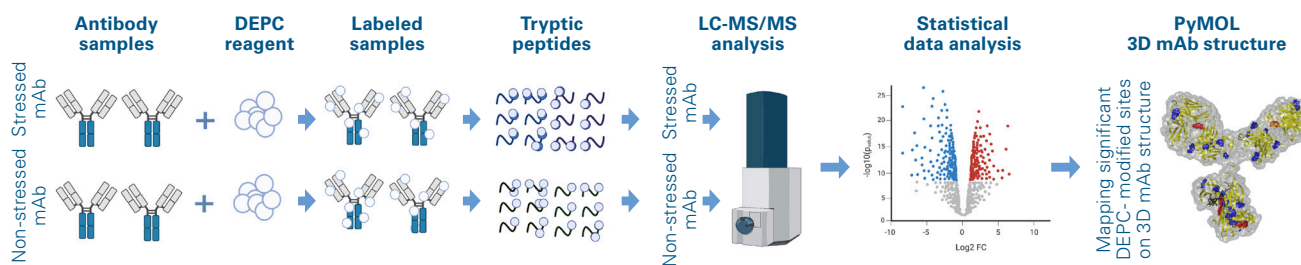 Antibody
samples
DEPC
reagent
Labeled
samples
Tryptic
peptides
LC-MS/MS
analysis
Statistical
data analysis
PyMOL
3D mAb structure
Stressed
mAb
+
Non-stressed
mAb
+
Stressed
mAb
Non-stressed
mAb
-log10(pvalue)
25
20
15
10
5
0
-10
-5
0
5
10
Log2 FC
Mapping significant
DEPC- modified sites
on 3D mAb structure